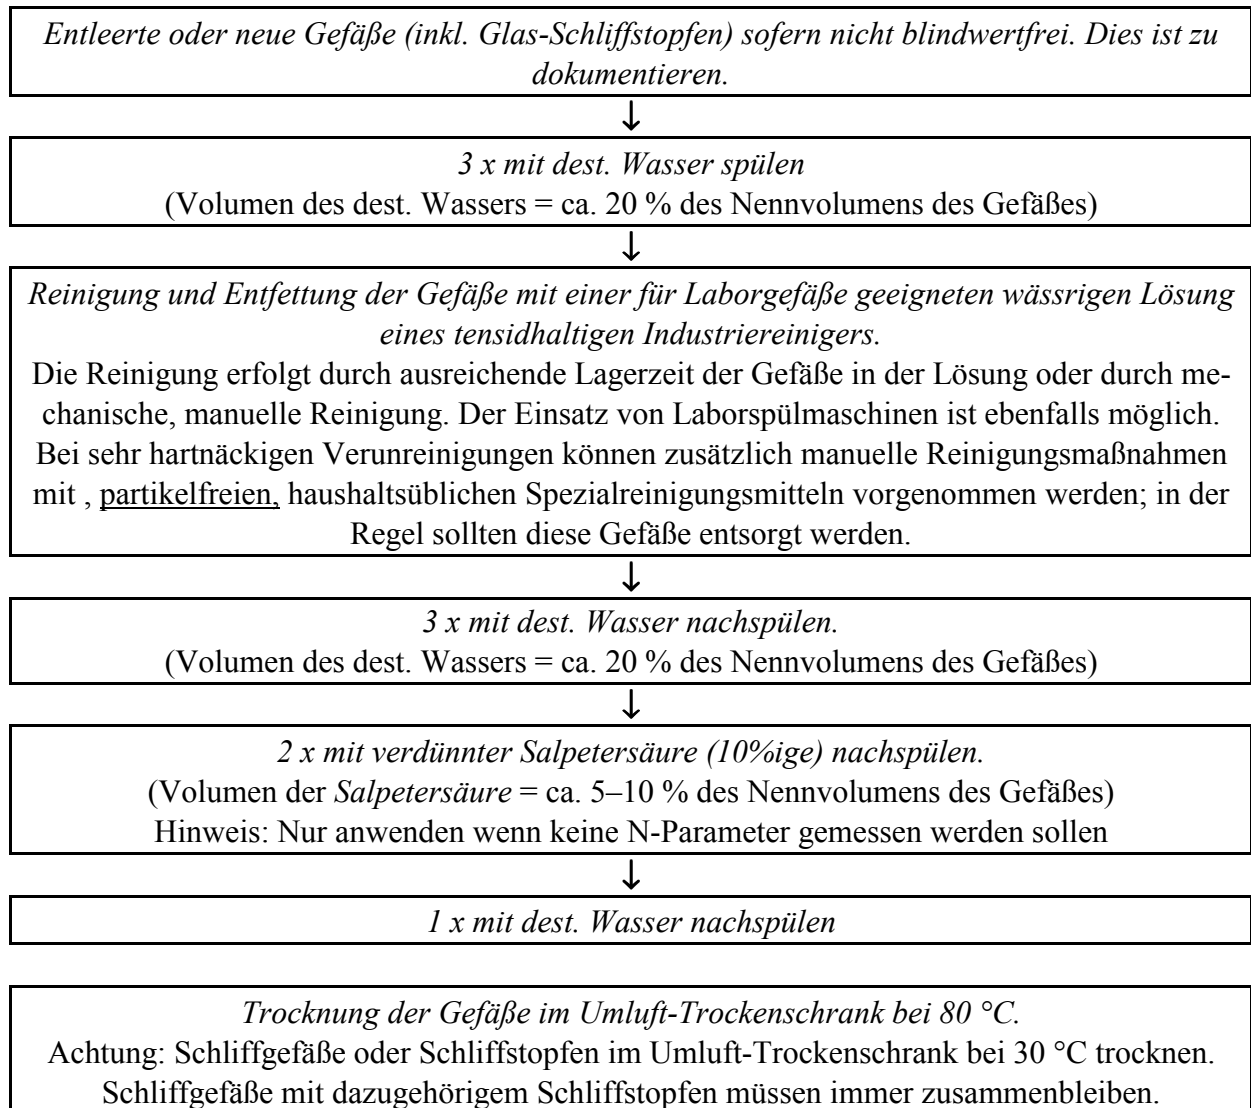 Entleerte oder neue Gefäße (inkl. Glas-Schliffstopfen) sofern nicht blindwertfrei. Dies ist zu
dokumentieren.
↓
3 x mit dest. Wasser spülen
(Volumen des dest. Wassers = ca. 20 % des Nennvolumens des Gefäßes)
↓
Reinigung und Entfettung der Gefäße mit einer für Laborgefäße geeigneten wässrigen Lösung
eines tensidhaltigen Industriereinigers.
Die Reinigung erfolgt durch ausreichende Lagerzeit der Gefäße in der Lösung oder durch me-
chanische, manuelle Reinigung. Der Einsatz von Laborspülmaschinen ist ebenfalls möglich.
Bei sehr hartnäckigen Verunreinigungen können zusätzlich manuelle Reinigungsmaßnahmen
mit , partikelfreien, haushaltsüblichen Spezialreinigungsmitteln vorgenommen werden; in der
Regel sollten diese Gefäße entsorgt werden.
↓
3 x mit dest. Wasser nachspülen.
(Volumen des dest. Wassers = ca. 20 % des Nennvolumens des Gefäßes)
↓
2 x mit verdünnter Salpetersäure (10%ige) nachspülen.
(Volumen der Salpetersäure = ca. 5–10 % des Nennvolumens des Gefäßes)
Hinweis: Nur anwenden wenn keine N-Parameter gemessen werden sollen
↓
1 x mit dest. Wasser nachspülen
Trocknung der Gefäße im Umluft-Trockenschrank bei 80 °C.
Achtung: Schliffgefäße oder Schliffstopfen im Umluft-Trockenschrank bei 30 °C trocknen.
Schliffgefäße mit dazugehörigem Schliffstopfen müssen immer zusammenbleiben.